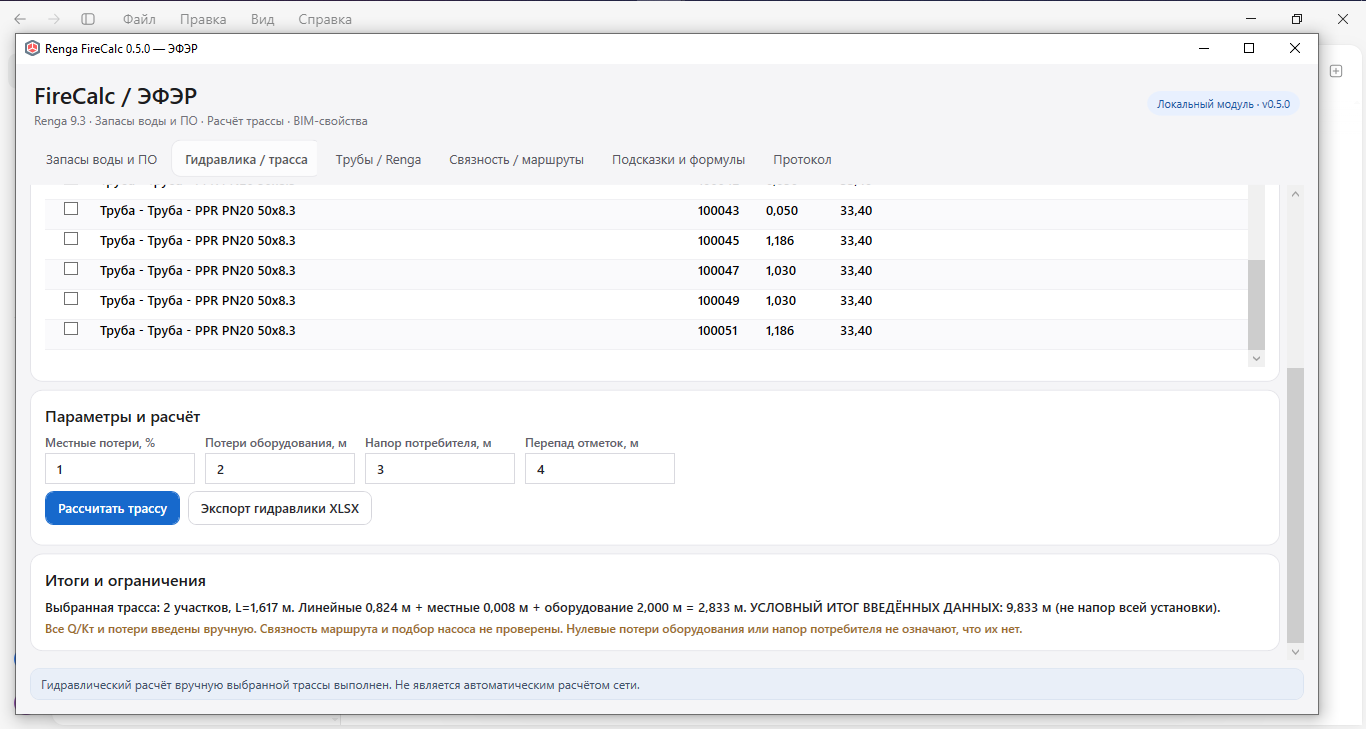 Файл Правка Вид Справка
Renga FireCalc 0.5.0 — ЭФЭР
FireCalc / ЭФЭР
Локальный модуль · v0.5.0
Renga 9.3 · Запасы воды и ПО · Расчёт трассы · BIM-свойства
Запасы воды и ПО Гидравлика / трасса Трубы / Renga Связность / маршруты Подсказки и формулы Протокол
Труба - Труба - PPR PN20 50x8.3 100043 0,050 33,40
Труба - Труба - PPR PN20 50x8.3 100045 1,186 33,40
Труба - Труба - PPR PN20 50x8.3 100047 1,030 33,40
Труба - Труба - PPR PN20 50x8.3 100049 1,030 33,40
Труба - Труба - PPR PN20 50x8.3 100051 1,186 33,40
Параметры и расчёт
Местные потери, % Потери оборудования, м Напор потребителя, м Перепад отметок, м
1 2 3 4
Рассчитать трассу Экспорт гидравлики XLSX
Итоги и ограничения
Выбранная трасса: 2 участков, L=1,617 м. Линейные 0,824 м + местные 0,008 м + оборудование 2,000 м = 2,833 м. УСЛОВНЫЙ ИТОГ ВВЕДЁННЫХ ДАННЫХ: 9,833 м (не напор всей установки).
Все Q/Кт и потери введены вручную. Связность маршрута и подбор насоса не проверены. Нулевые потери оборудования или напор потребителя не означают, что их нет.
Гидравлический расчёт вручную выбранной трассы выполнен. Не является автоматическим расчётом сети.